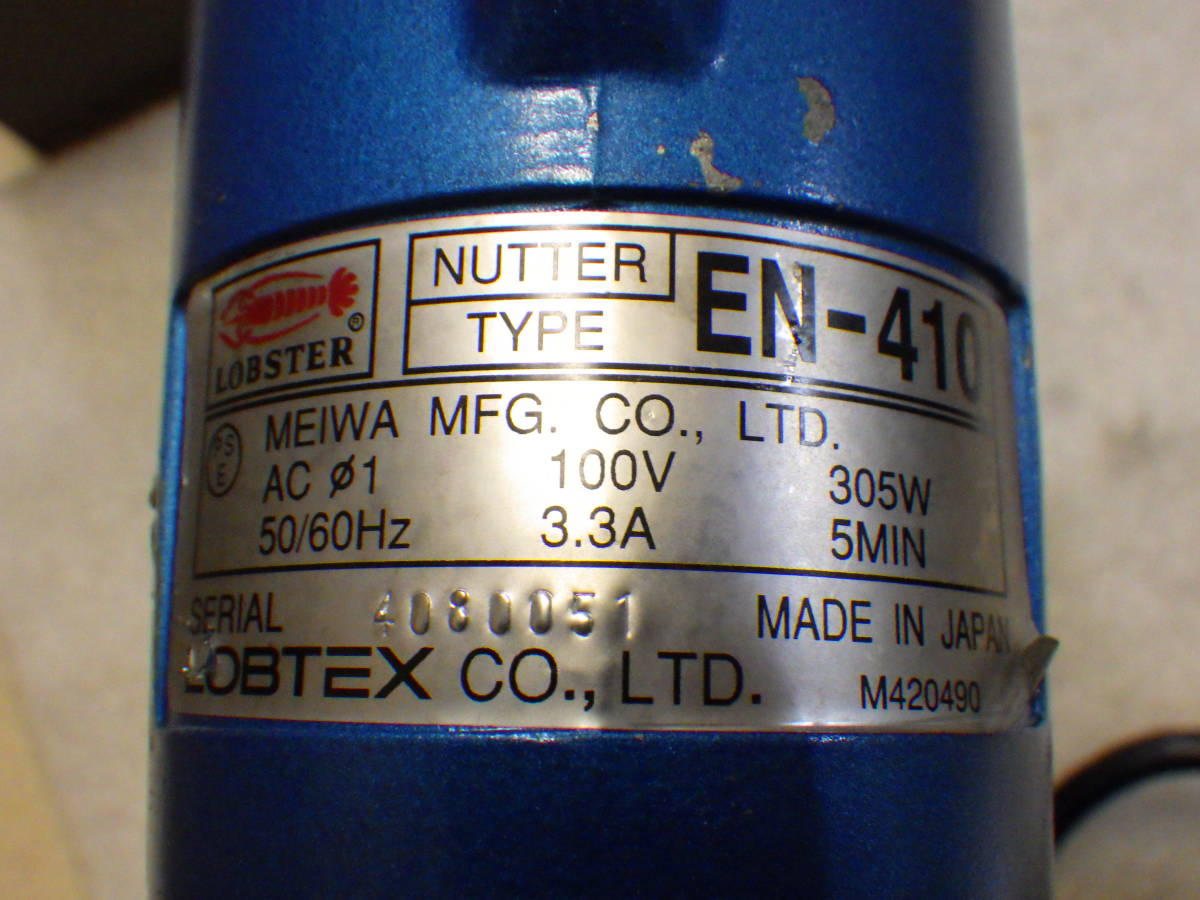 NUTTER
TYPE
EN-410
LOBSTER®
PSE
MEIWA MFG. CO., LTD.
AC ø1 100V 305W
50/60Hz 3.3A 5MIN
SERIAL 4080051 MADE IN JAPAN
LOBTEX CO., LTD. M420490